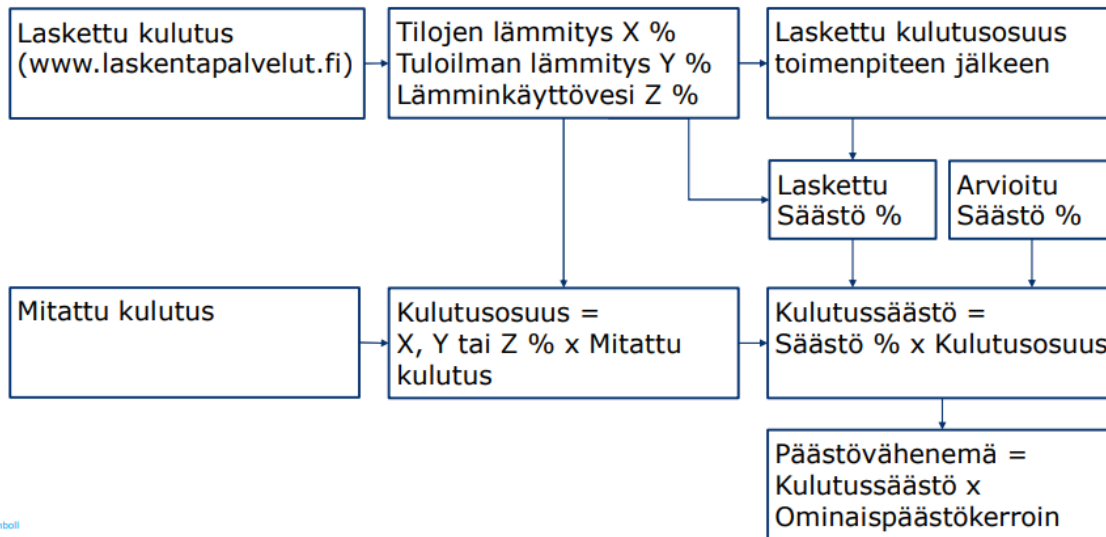 Laskettu kulutus
(www.laskentapalvelut.fi)
Tilojen lämmitys X %
Tuloilman lämmitys Y %
Lämminkäyttövesi Z %
Laskettu kulutusosuus
toimenpiteen jälkeen
Laskettu
Säästö %
Arvioitu
Säästö %
Mitattu kulutus
Kulutusosuus =
X, Y tai Z % x Mitattu
kulutus
Kulutussäästö =
Säästö % x Kulutusosuus
Päästövähenemä =
Kulutussäästö x
Ominaispäästökerroin